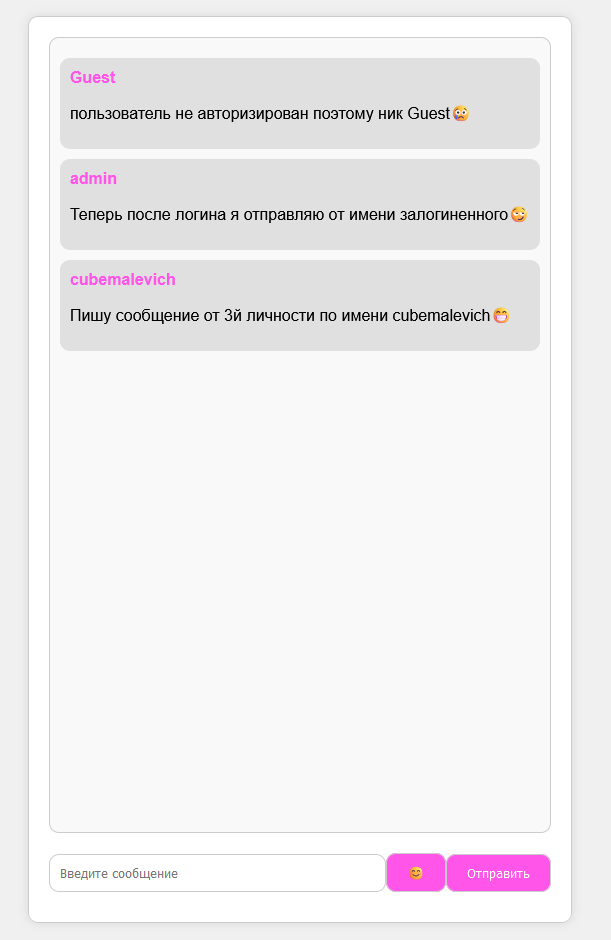 Guest
пользователь не авторизирован поэтому ник Guest😨
admin
Теперь после логина я отправляю от имени залогиненного🤪
cubemalevich
Пишу сообщение от 3й личности по имени cubemalevich😁
Введите сообщение
😊
Отправить